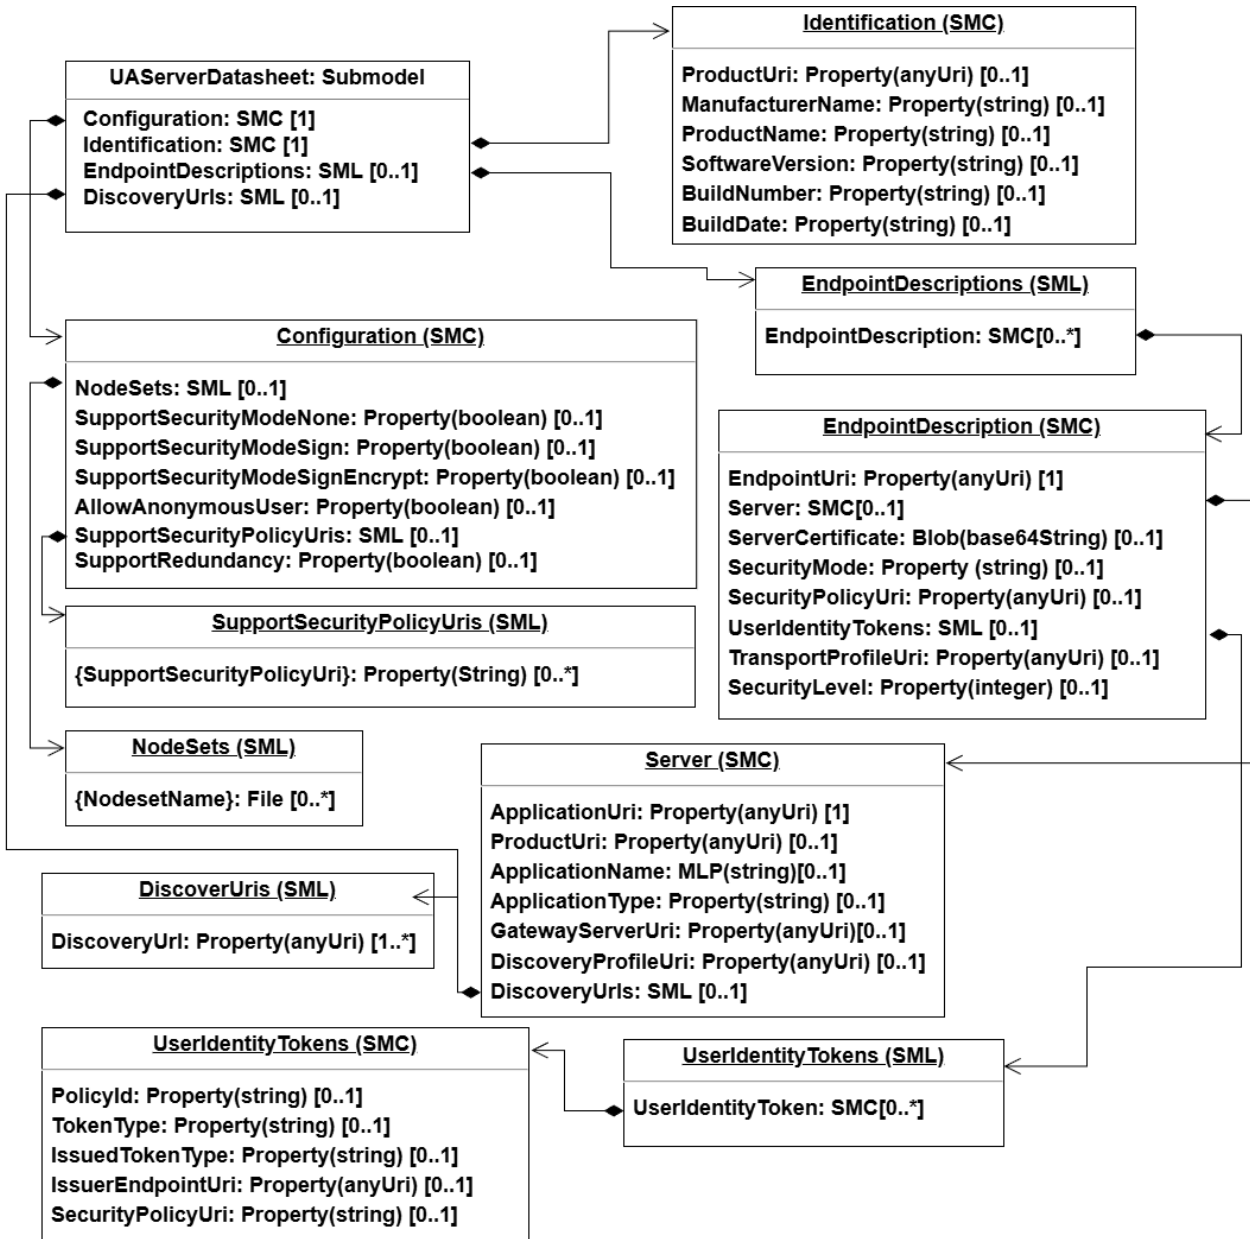 UAServerDatasheet: Submodel
Configuration: SMC [1]
Identification: SMC [1]
EndpointDescriptions: SML [0..1]
DiscoveryUrls: SML [0..1]
Identification (SMC)
ProductUri: Property(anyUri) [0..1]
ManufacturerName: Property(string) [0..1]
ProductName: Property(string) [0..1]
SoftwareVersion: Property(string) [0..1]
BuildNumber: Property(string) [0..1]
BuildDate: Property(string) [0..1]
EndpointDescriptions (SML)
EndpointDescription: SMC[0..*]
Configuration (SMC)
NodeSets: SML [0..1]
SupportSecurityModeNone: Property(boolean) [0..1]
SupportSecurityModeSign: Property(boolean) [0..1]
SupportSecurityModeSignEncrypt: Property(boolean) [0..1]
AllowAnonymousUser: Property(boolean) [0..1]
SupportSecurityPolicyUris: SML [0..1]
SupportRedundancy: Property(boolean) [0..1]
EndpointDescription (SMC)
EndpointUri: Property(anyUri) [1]
Server: SMC[0..1]
ServerCertificate: Blob(base64String) [0..1]
SecurityMode: Property (string) [0..1]
SecurityPolicyUri: Property(anyUri) [0..1]
UserIdentityTokens: SML [0..1]
TransportProfileUri: Property(anyUri) [0..1]
SecurityLevel: Property(integer) [0..1]
SupportSecurityPolicyUris (SML)
{SupportSecurityPolicyUri}: Property(String) [0..*]
NodeSets (SML)
{NodesetName}: File [0..*]
Server (SMC)
ApplicationUri: Property(anyUri) [1]
ProductUri: Property(anyUri) [0..1]
ApplicationName: MLP(string)[0..1]
ApplicationType: Property(string) [0..1]
GatewayServerUri: Property(anyUri)[0..1]
DiscoveryProfileUri: Property(anyUri) [0..1]
DiscoveryUrls: SML [0..1]
DiscoverUris (SML)
DiscoveryUrl: Property(anyUri) [1..*]
UserIdentityTokens (SMC)
PolicyId: Property(string) [0..1]
TokenType: Property(string) [0..1]
IssuedTokenType: Property(string) [0..1]
IssuerEndpointUri: Property(anyUri) [0..1]
SecurityPolicyUri: Property(string) [0..1]
UserIdentityTokens (SML)
UserIdentityToken: SMC[0..*]